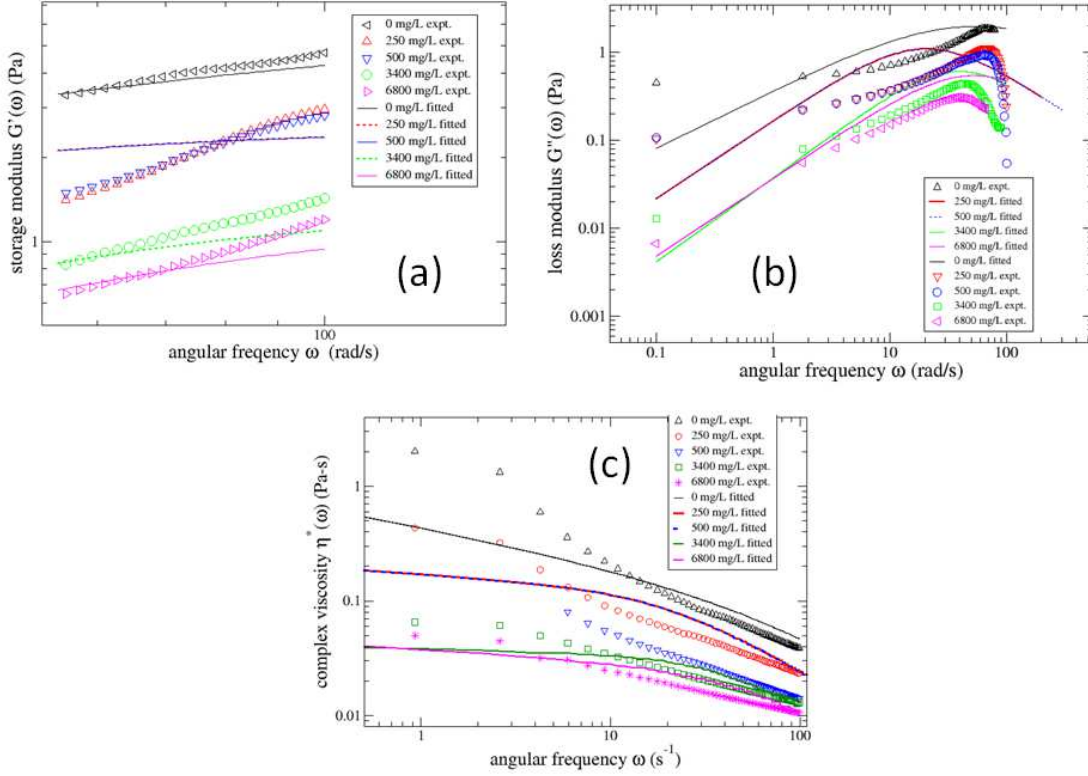 storage modulus G'(ω) (Pa)
1
100
angular freqency ω (rad/s)
0 mg/L expt.
250 mg/L expt.
500 mg/L expt.
3400 mg/L expt.
6800 mg/L expt.
0 mg/L fitted
250 mg/L fitted
500 mg/L fitted
3400 mg/L fitted
6800 mg/L fitted
(a)
loss modulus G"(ω) (Pa)
1
0.1
0.01
0.001
0.1
1
10
100
angular frequency ω (rad/s)
(b)
0 mg/L expt.
250 mg/L fitted
500 mg/L fitted
3400 mg/L fitted
6800 mg/L fitted
0 mg/L fitted
250 mg/L expt.
500 mg/L expt.
3400 mg/L expt.
6800 mg/L expt.
complex viscosity η* (ω) (Pa-s)
1
0.1
0.01
1
10
100
angular frequency ω (s⁻¹)
(c)
0 mg/L expt.
250 mg/L expt.
500 mg/L expt.
3400 mg/L expt.
6800 mg/L expt.
0 mg/L fitted
250 mg/L fitted
500 mg/L fitted
3400 mg/L fitted
6800 mg/L fitted